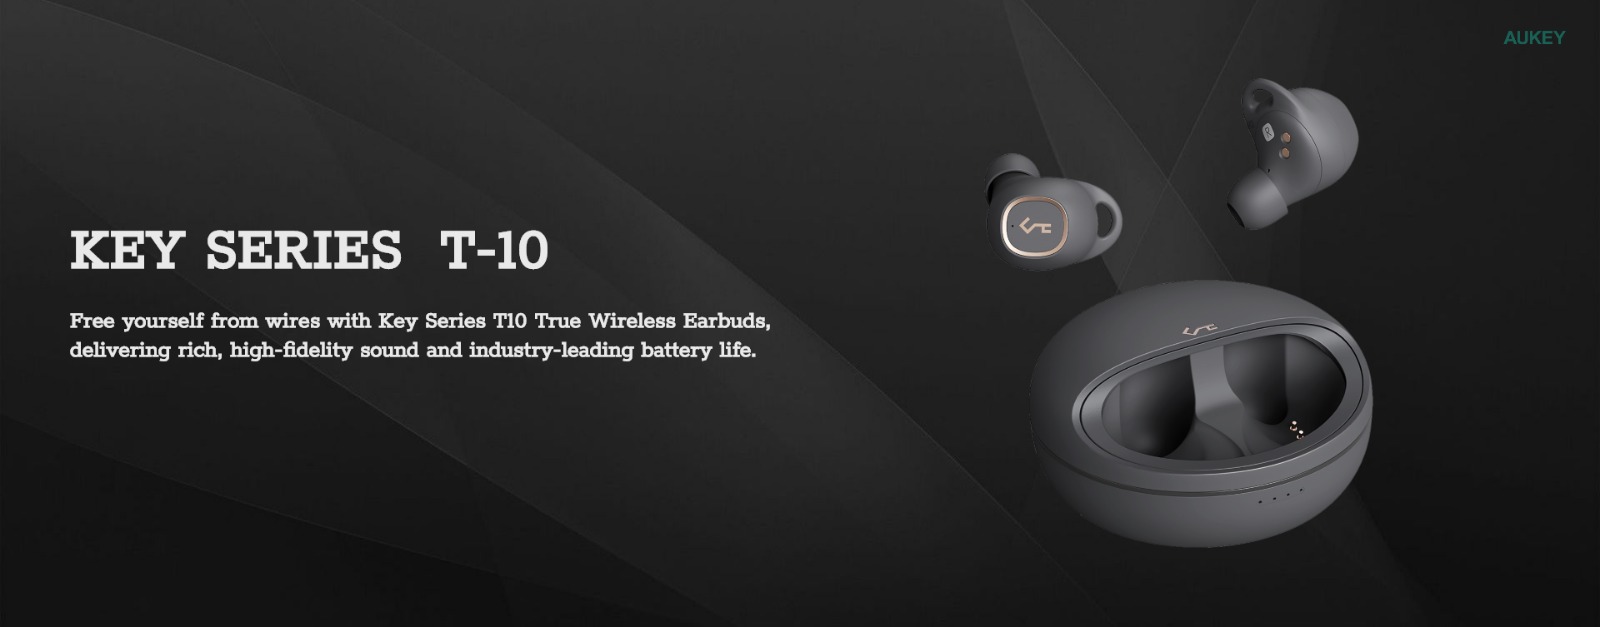 AUKEY
KEY SERIES T-10
Free yourself from wires with Key Series T10 True Wireless Earbuds,
delivering rich, high-fidelity sound and industry-leading battery life.
R